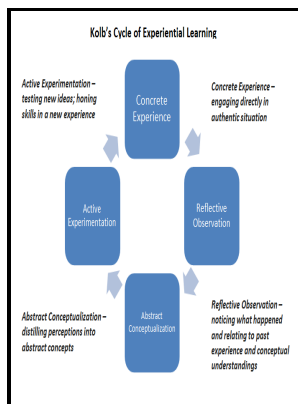 Kolb's Cycle of Experiential Learning
Active Experimentation –
testing new ideas; honing
skills in a new experience
Concrete
Experience
Concrete Experience –
engaging directly in
authentic situation
Active
Experimentation
Reflective
Observation
Abstract Conceptualization –
distilling perceptions into
abstract concepts
Abstract
Conceptualization
Reflective Observation –
noticing what happened
and relating to past
experience and conceptual
understandings